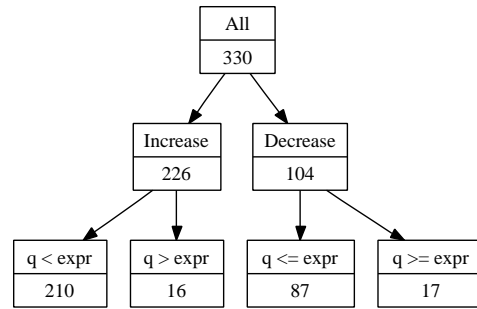 All
330
Increase
226
Decrease
104
q < expr
210
q > expr
16
q <= expr
87
q >= expr
17